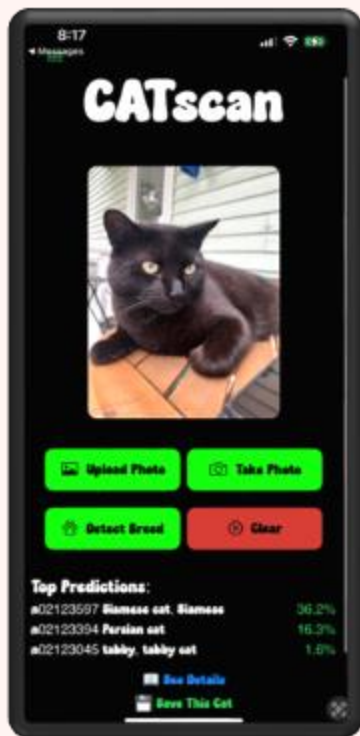 8:17
◀ Messages
CATscan
Upload Photo
Take Photo
Detect Breed
Clear
Top Predictions:
n02123597 Siamese cat, Siamese 36.2%
n02123394 Persian cat 16.3%
n02123045 tabby, tabby cat 1.6%
See Details
Save This Cat